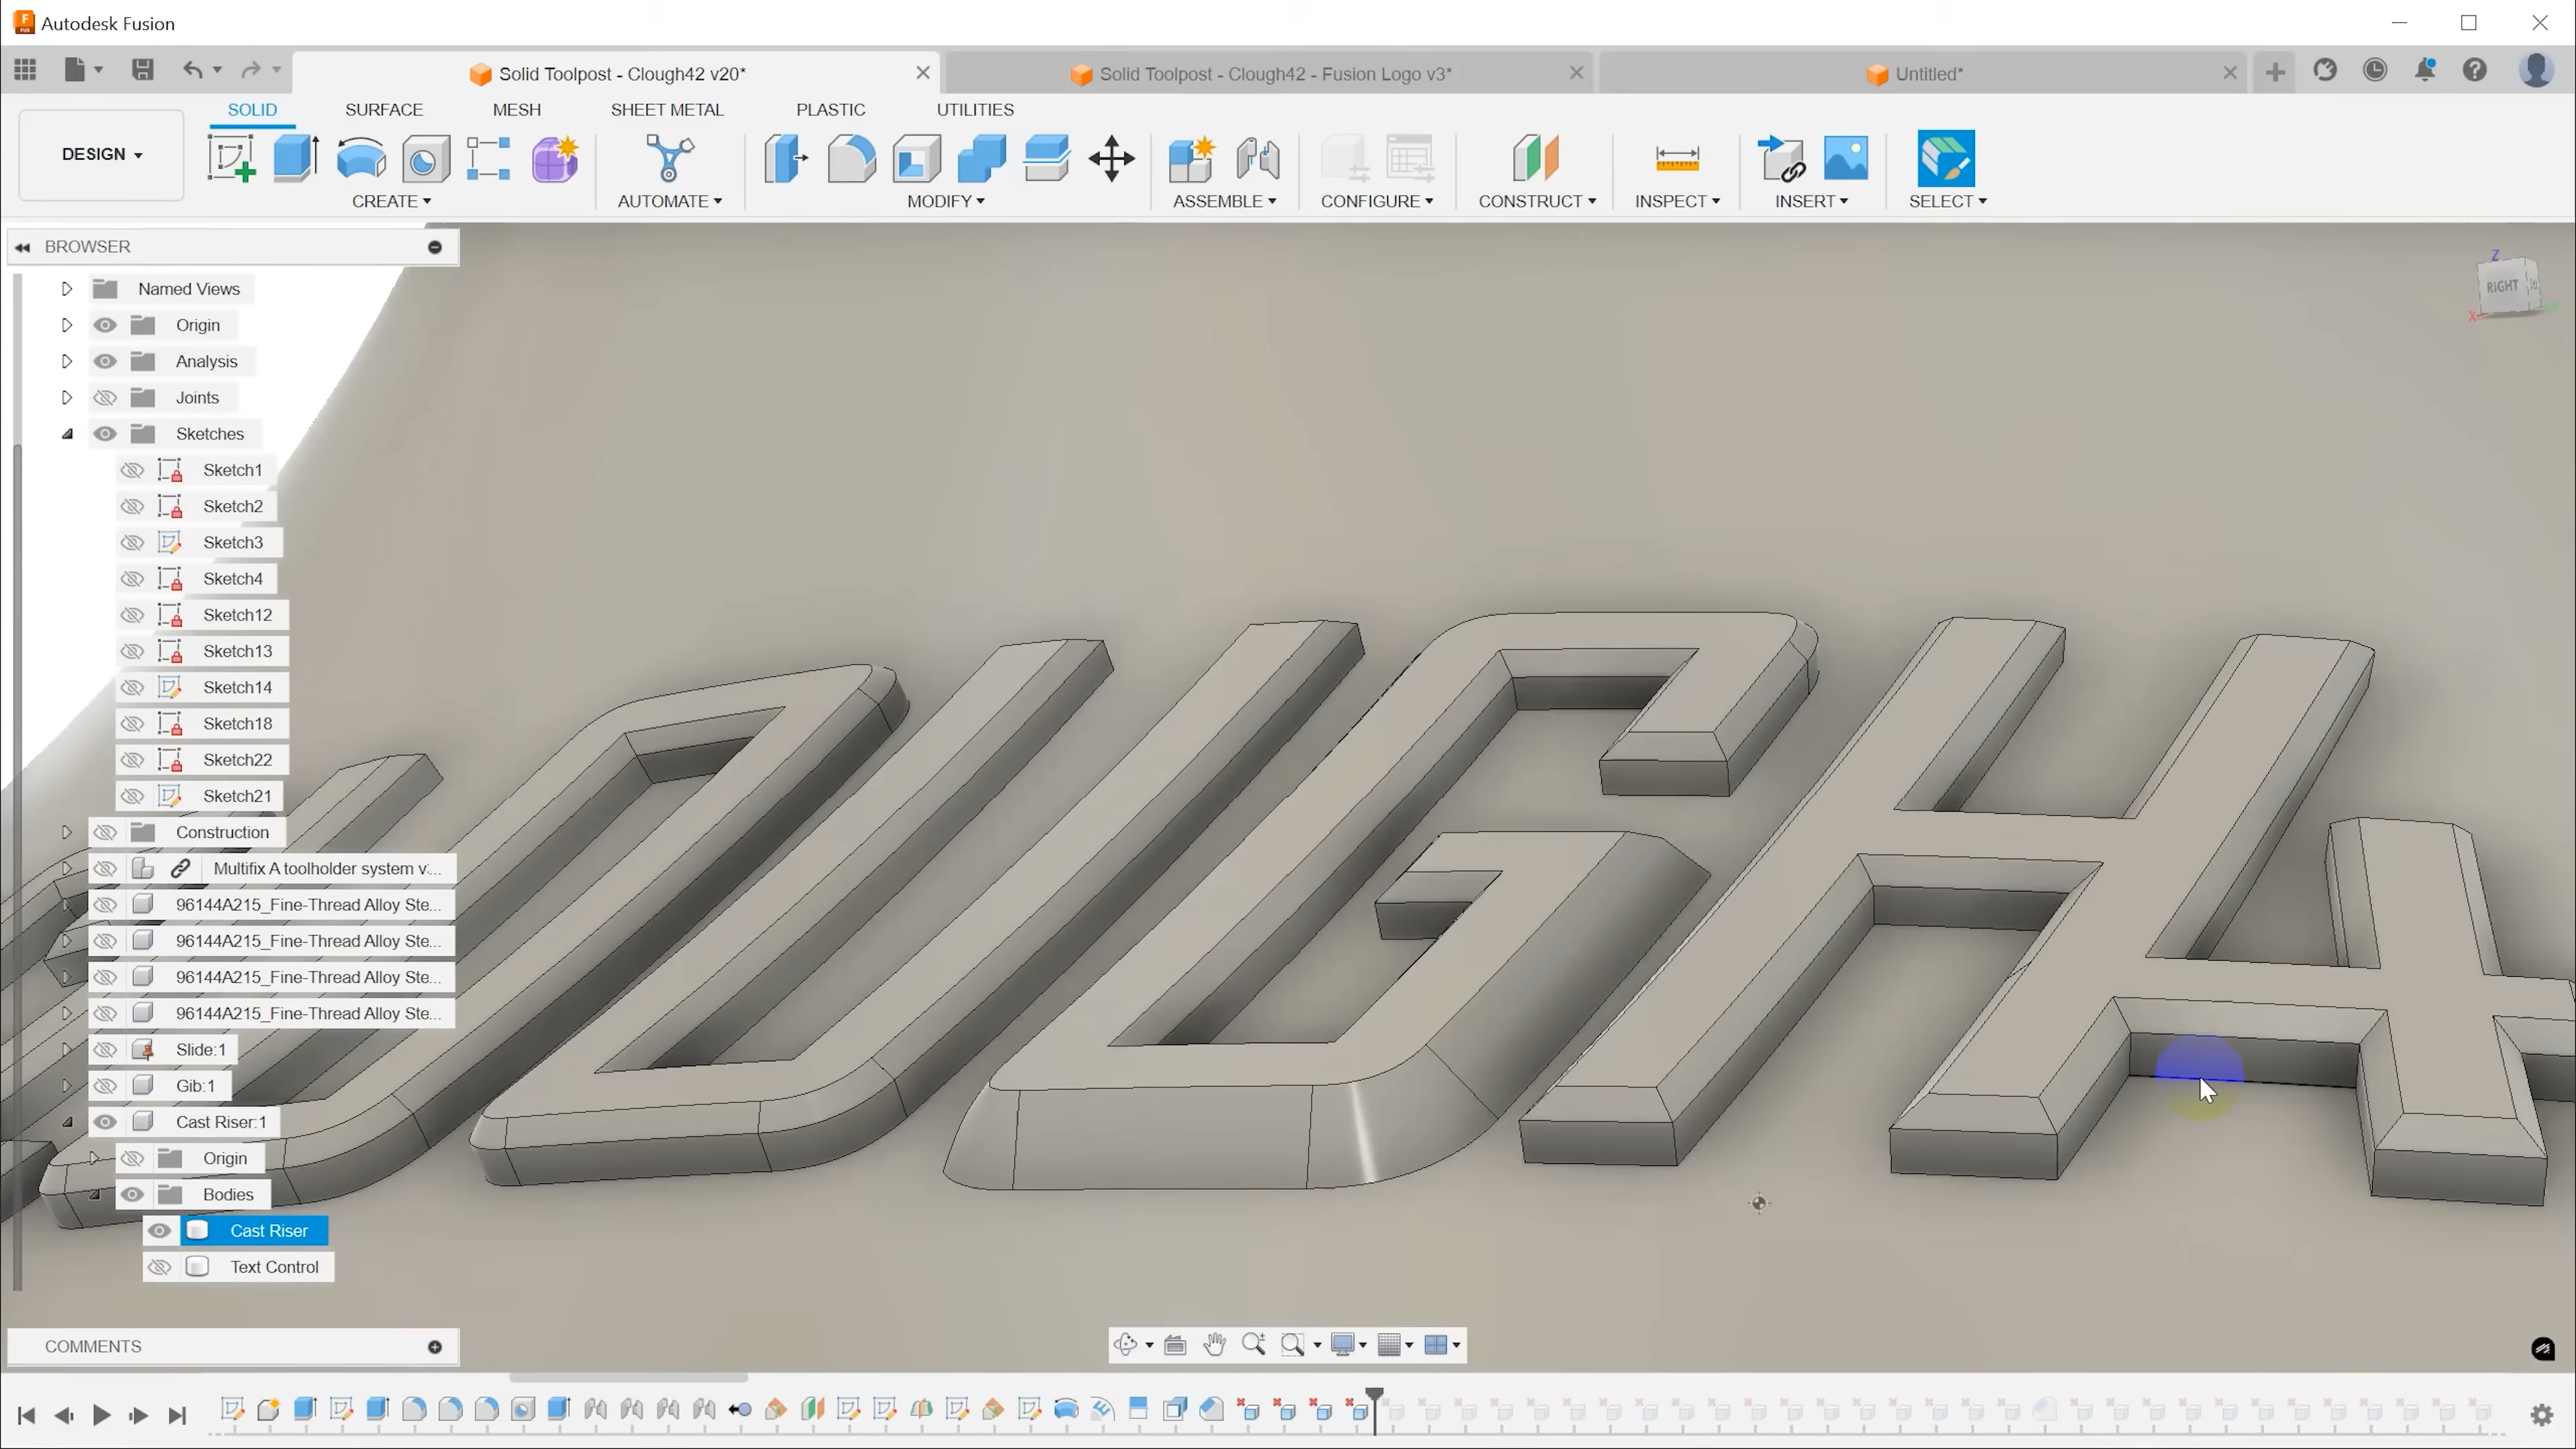 Autodesk Fusion
Solid Toolpost - Clough42 v20*
Solid Toolpost - Clough42 - Fusion Logo v3*
Untitled*
SOLID SURFACE MESH SHEET METAL PLASTIC UTILITIES
DESIGN
CREATE AUTOMATE MODIFY ASSEMBLE CONFIGURE CONSTRUCT INSPECT INSERT SELECT
BROWSER
Z
RIGHT
X
Named Views
Origin
Analysis
Joints
Sketches
Sketch1
Sketch2
Sketch3
Sketch4
Sketch12
Sketch13
Sketch14
Sketch18
Sketch22
Sketch21
Construction
Multifix A toolholder system v...
96144A215_Fine-Thread Alloy Ste...
96144A215_Fine-Thread Alloy Ste...
96144A215_Fine-Thread Alloy Ste...
96144A215_Fine-Thread Alloy Ste...
Slide:1
Gib:1
Cast Riser:1
Origin
Bodies
Cast Riser
Text Control
OUGH4
COMMENTS